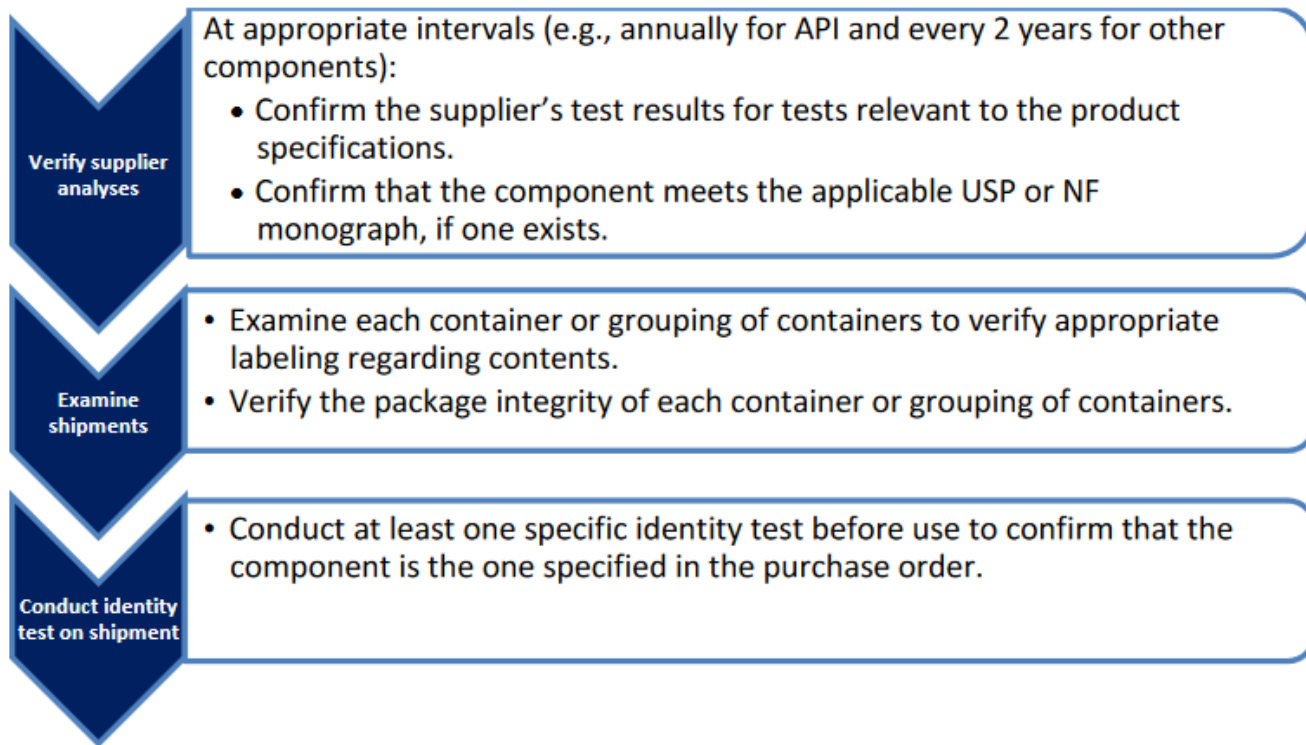 Verify supplier
analyses
At appropriate intervals (e.g., annually for API and every 2 years for other
components):
• Confirm the supplier’s test results for tests relevant to the product
specifications.
• Confirm that the component meets the applicable USP or NF
monograph, if one exists.
Examine
shipments
• Examine each container or grouping of containers to verify appropriate
labeling regarding contents.
• Verify the package integrity of each container or grouping of containers.
Conduct identity
test on shipment
• Conduct at least one specific identity test before use to confirm that the
component is the one specified in the purchase order.